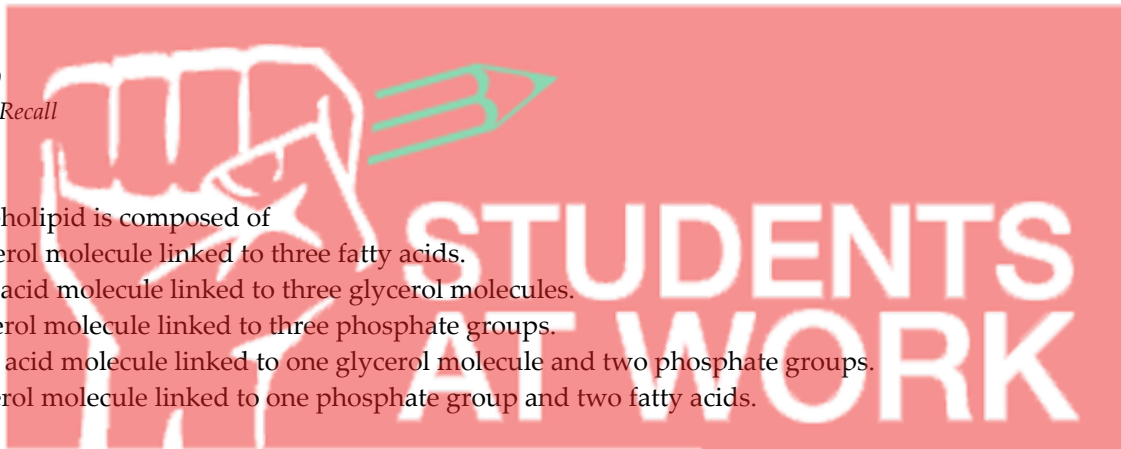 Recall
holipid is composed of
erol molecule linked to three fatty acids.
acid molecule linked to three glycerol molecules.
erol molecule linked to three phosphate groups.
acid molecule linked to one glycerol molecule and two phosphate groups.
erol molecule linked to one phosphate group and two fatty acids.
STUDENTS
AT WORK